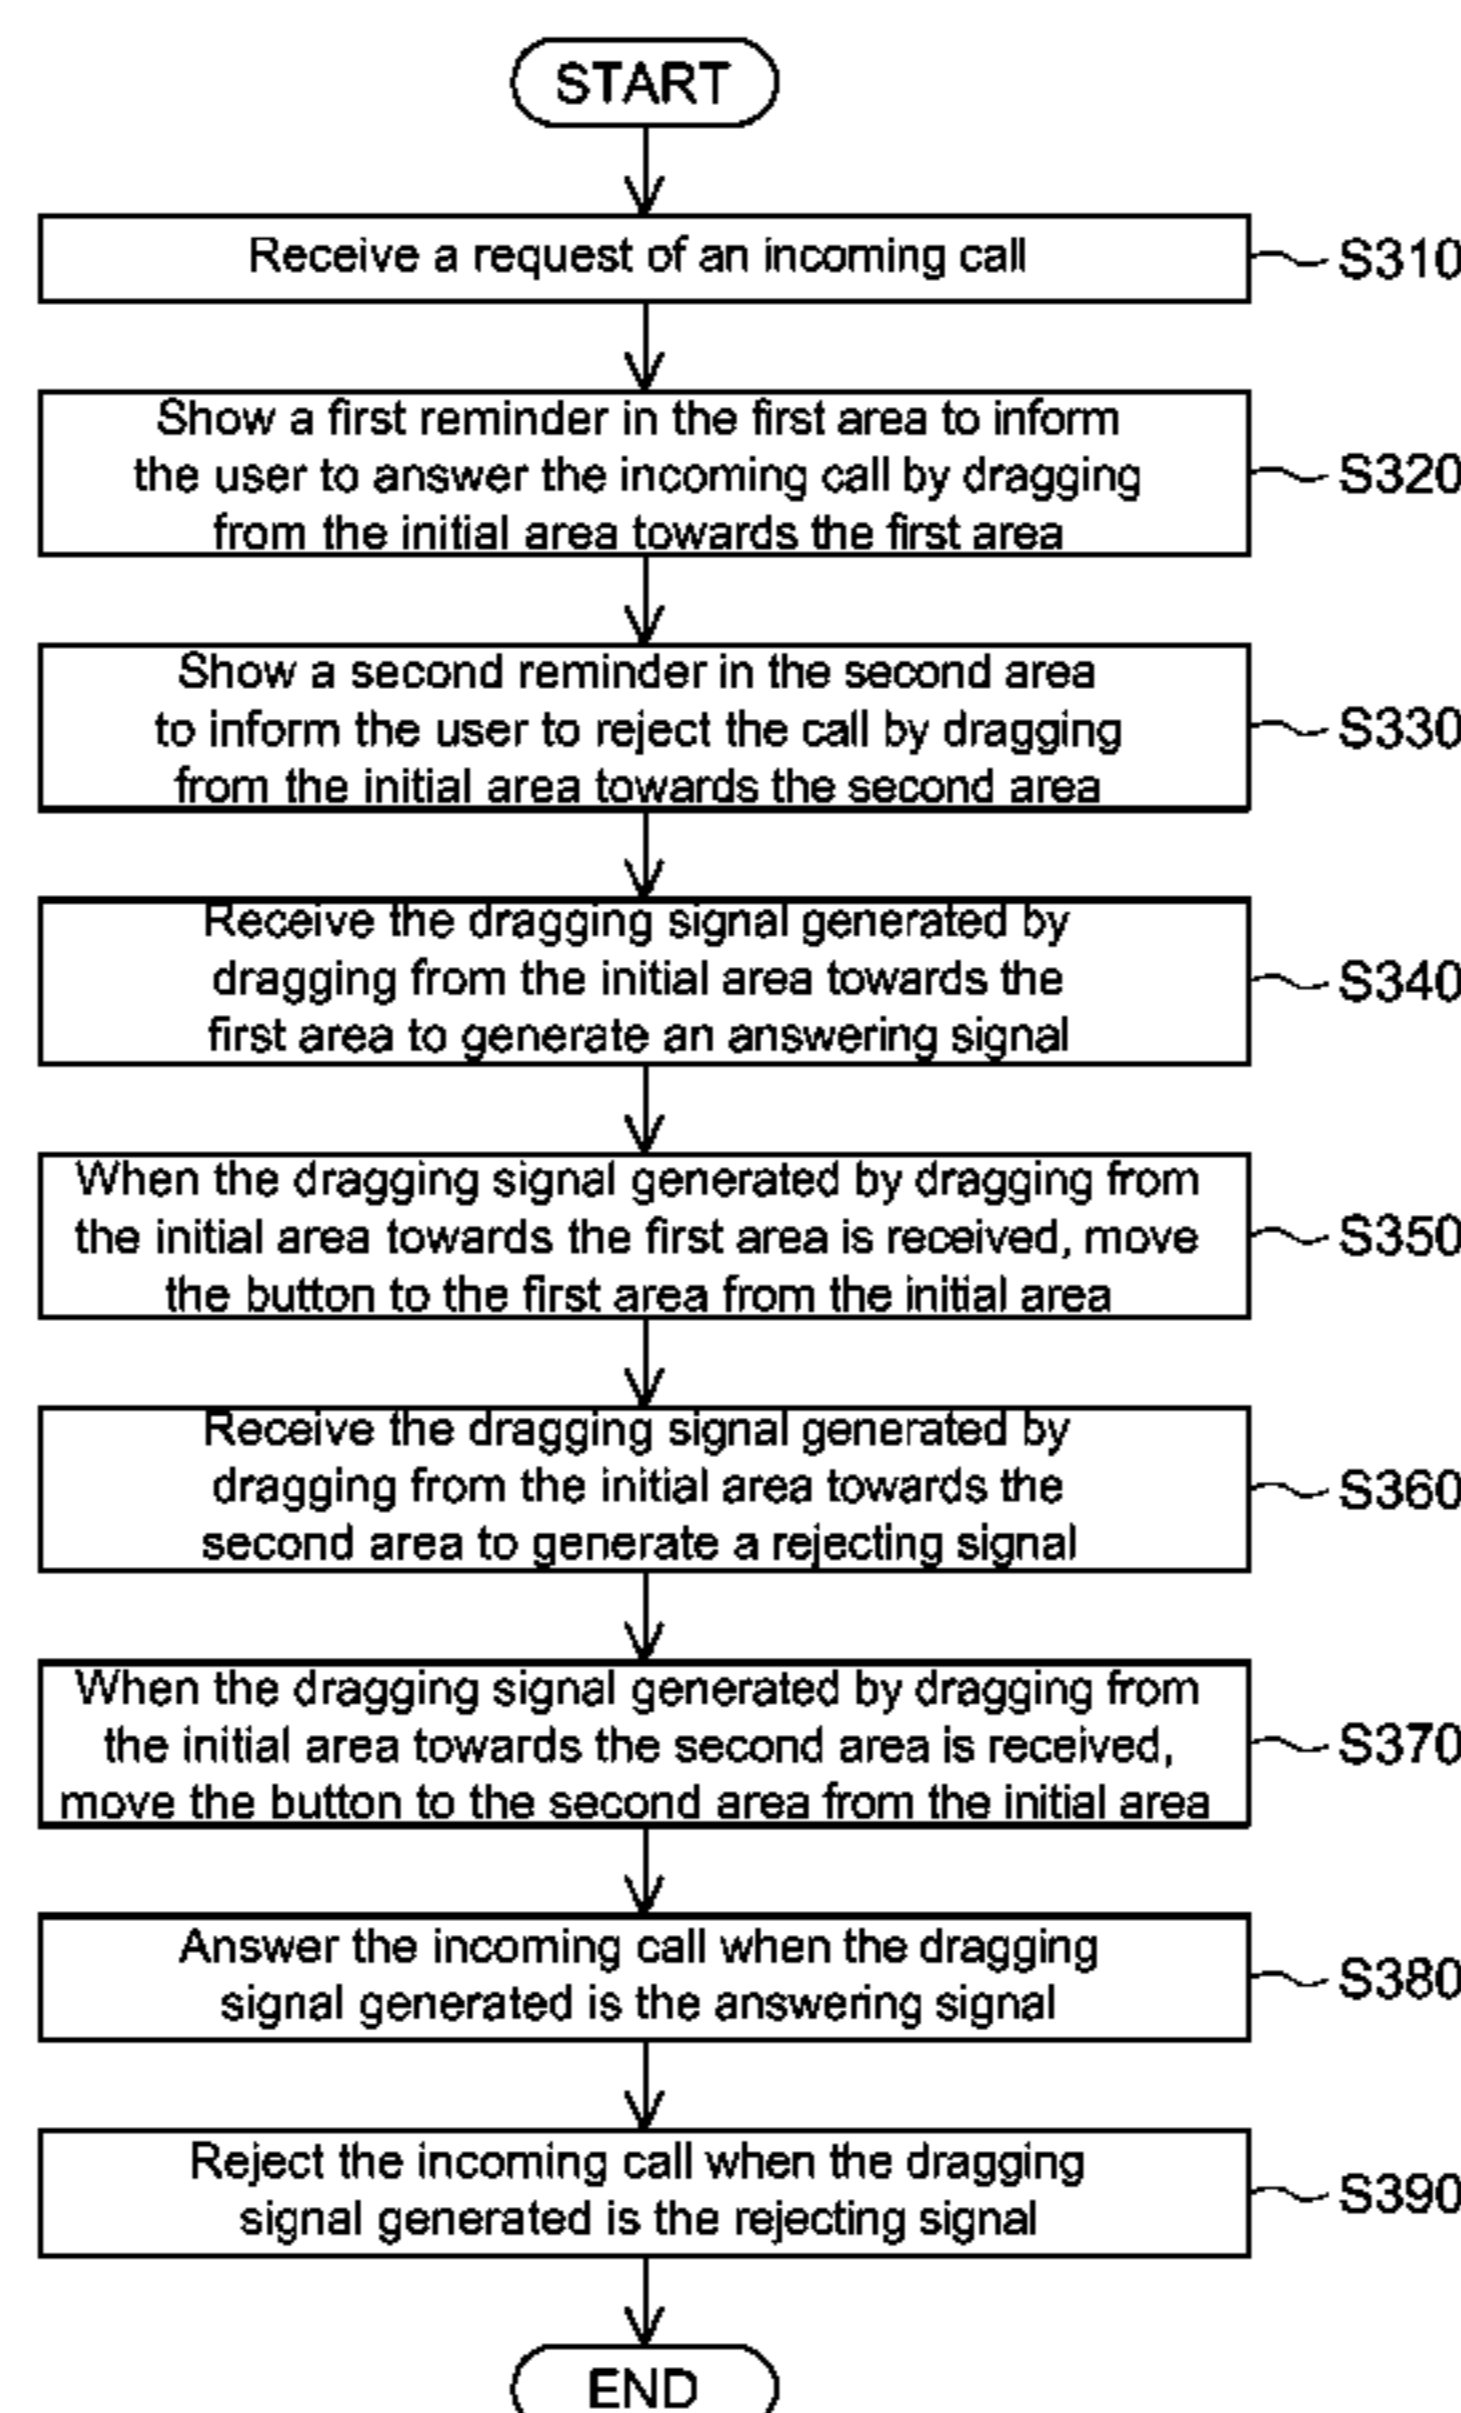 START
Receive a request of an incoming call
S310
Show a first reminder in the first area to inform
the user to answer the incoming call by dragging
from the initial area towards the first area
S320
Show a second reminder in the second area
to inform the user to reject the call by dragging
from the initial area towards the second area
S330
Receive the dragging signal generated by
dragging from the initial area towards the
first area to generate an answering signal
S340
When the dragging signal generated by dragging from
the initial area towards the first area is received, move
the button to the first area from the initial area
S350
Receive the dragging signal generated by
dragging from the initial area towards the
second area to generate a rejecting signal
S360
When the dragging signal generated by dragging from
the initial area towards the second area is received,
move the button to the second area from the initial area
S370
Answer the incoming call when the dragging
signal generated is the answering signal
S380
Reject the incoming call when the dragging
signal generated is the rejecting signal
S390
END